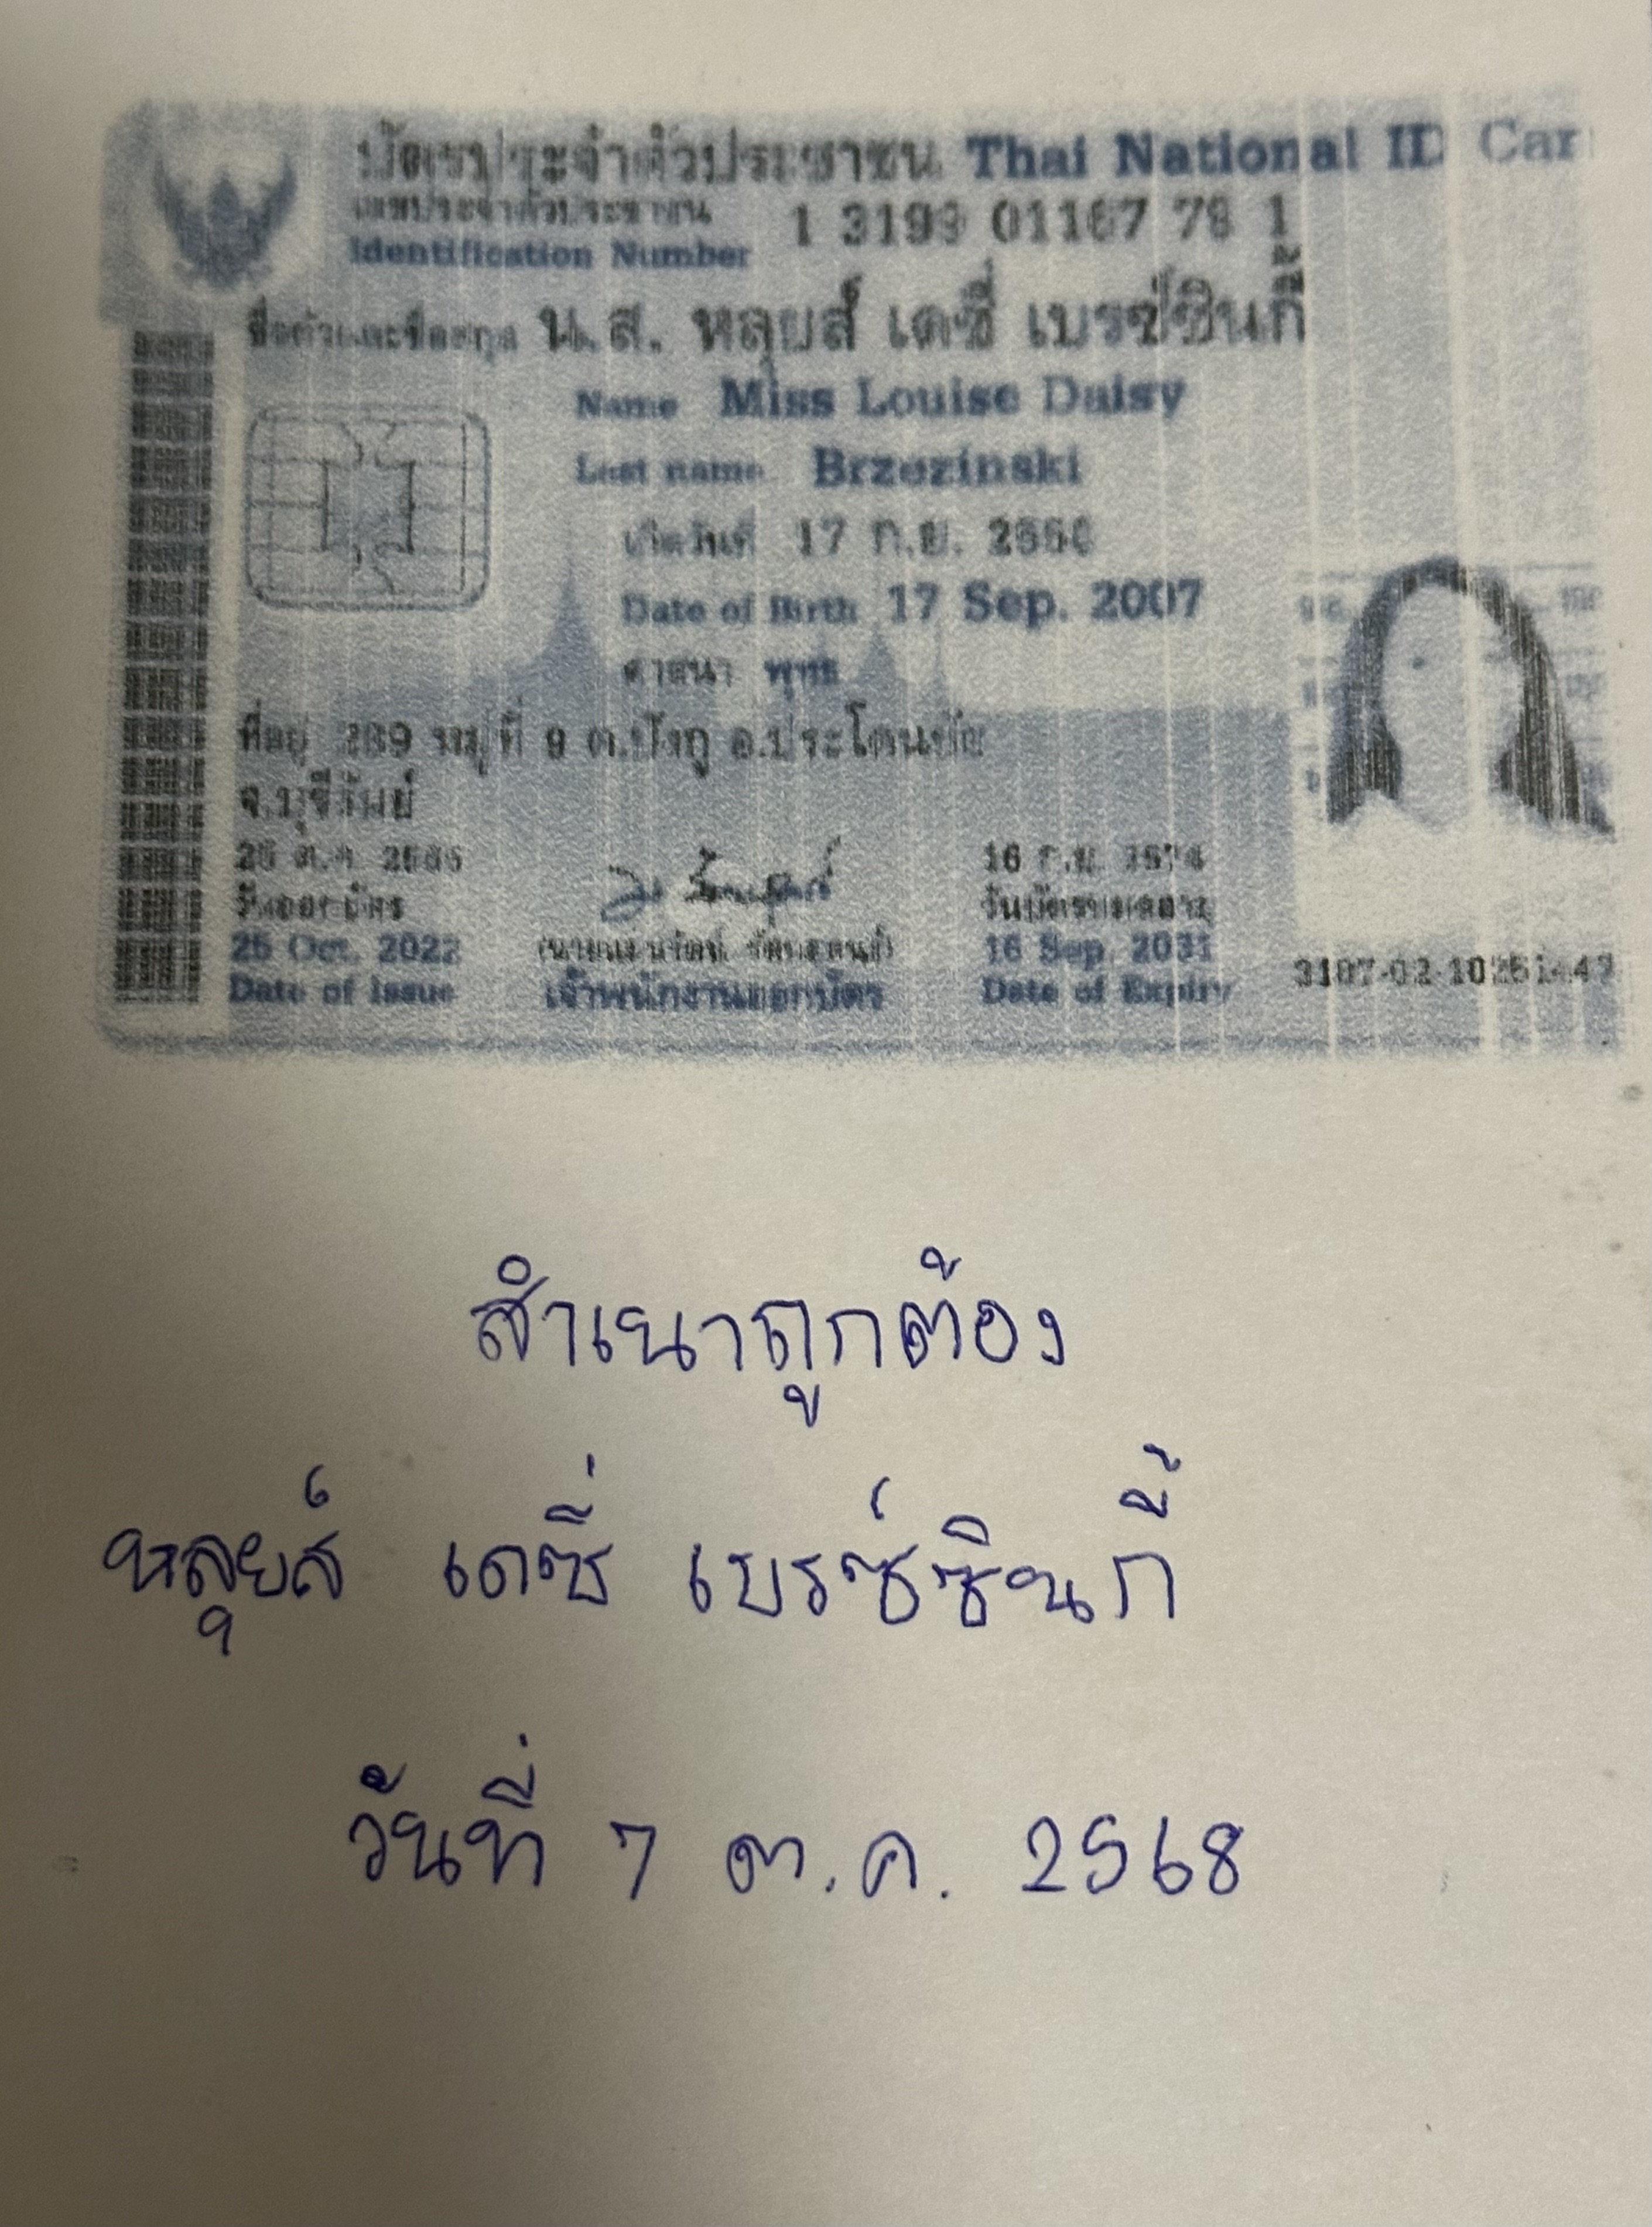 บัตรประจำตัวประชาชน Thai National ID Car
เลขประจำตัวประชาชน
Identification Number 1 3199 01167 78 1
ชื่อตัวและชื่อสกุล น.ส. หลุยส์ เดซี่ เบรซ์ซินกี้
Name Miss Louise Daisy
Last name Brzezinski
เกิดวันที่ 17 ก.ย. 2550
Date of Birth 17 Sep. 2007
ศาสนา พุทธ
ที่อยู่ หมู่ที่ 9 ต.ปังกู อ.ประโคนชัย
จ.บุรีรัมย์
25 ต.ค. 2565
วันออกบัตร
25 Oct. 2022
Date of Issue
เจ้าพนักงานออกบัตร
16 ก.ย. 2574
วันบัตรหมดอายุ
16 Sep. 2031
Date of Expiry
สำเนาถูกต้อง
หลุยส์ เดซี่ เบรซ์ซินกี้
วันที่ 7 ต.ค. 2568